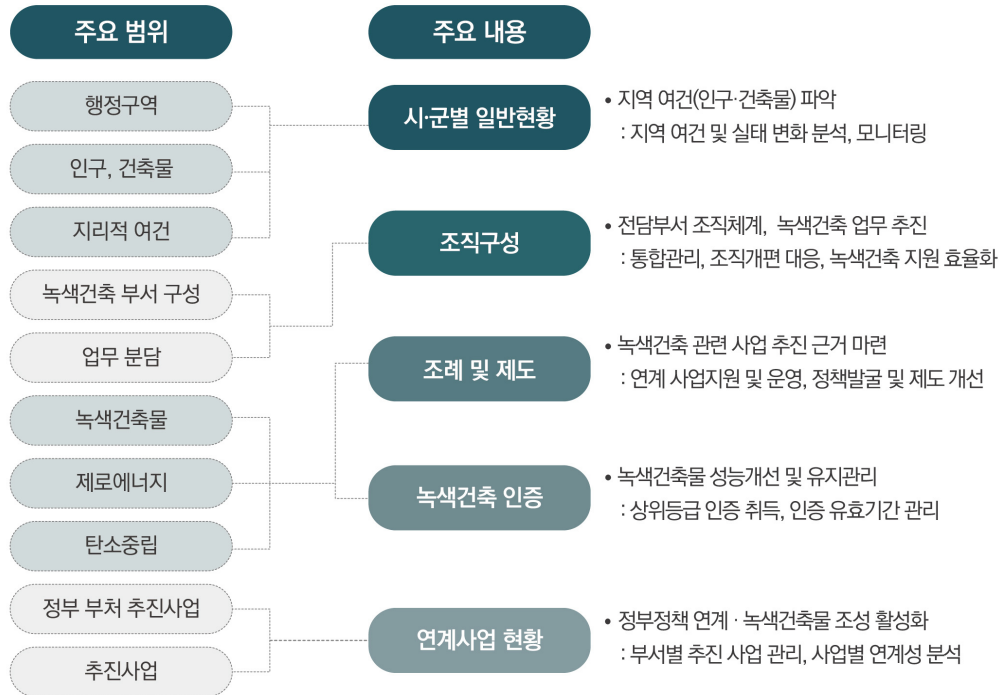 주요 범위
주요 내용
행정구역
인구, 건축물
지리적 여건
시·군별 일반현황
• 지역 여건(인구·건축물) 파악
: 지역 여건 및 실태 변화 분석, 모니터링
녹색건축 부서 구성
업무 분담
조직구성
• 전담부서 조직체계, 녹색건축 업무 추진
: 통합관리, 조직개편 대응, 녹색건축 지원 효율화
녹색건축물
제로에너지
탄소중립
조례 및 제도
• 녹색건축 관련 사업 추진 근거 마련
: 연계 사업지원 및 운영, 정책발굴 및 제도 개선
녹색건축 인증
• 녹색건축물 성능개선 및 유지관리
: 상위등급 인증 취득, 인증 유효기간 관리
정부 부처 추진사업
추진사업
연계사업 현황
• 정부정책 연계 · 녹색건축물 조성 활성화
: 부서별 추진 사업 관리, 사업별 연계성 분석